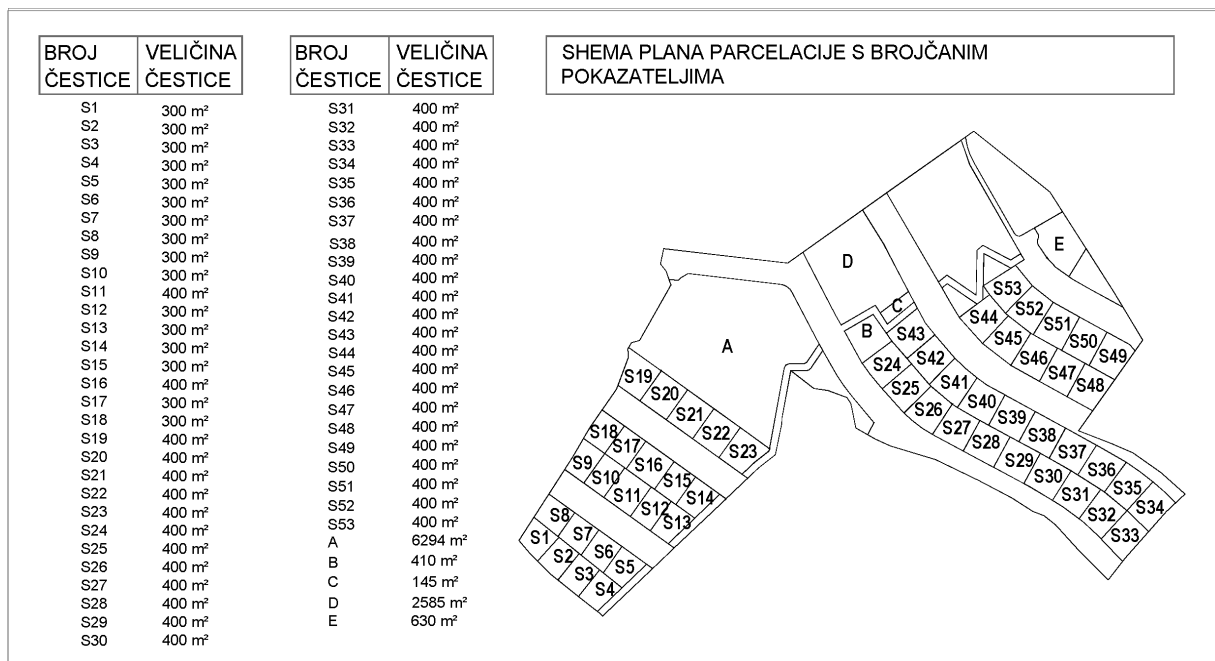 BROJ ČESTICE VELIČINA ČESTICE
S1 300 m²
S2 300 m²
S3 300 m²
S4 300 m²
S5 300 m²
S6 300 m²
S7 300 m²
S8 300 m²
S9 300 m²
S10 300 m²
S11 400 m²
S12 300 m²
S13 300 m²
S14 300 m²
S15 300 m²
S16 400 m²
S17 300 m²
S18 300 m²
S19 400 m²
S20 400 m²
S21 400 m²
S22 400 m²
S23 400 m²
S24 400 m²
S25 400 m²
S26 400 m²
S27 400 m²
S28 400 m²
S29 400 m²
S30 400 m²
BROJ ČESTICE VELIČINA ČESTICE
S31 400 m²
S32 400 m²
S33 400 m²
S34 400 m²
S35 400 m²
S36 400 m²
S37 400 m²
S38 400 m²
S39 400 m²
S40 400 m²
S41 400 m²
S42 400 m²
S43 400 m²
S44 400 m²
S45 400 m²
S46 400 m²
S47 400 m²
S48 400 m²
S49 400 m²
S50 400 m²
S51 400 m²
S52 400 m²
S53 400 m²
A 6294 m²
B 410 m²
C 145 m²
D 2585 m²
E 630 m²
SHEMA PLANA PARCELACIJE S BROJČANIM
POKAZATELJIMA
E
D
C
B
A
S53
S52
S51
S50
S49
S44
S45
S46
S47
S48
S43
S42
S41
S40
S39
S38
S37
S36
S35
S34
S24
S25
S26
S27
S28
S29
S30
S31
S32
S33
S19
S20
S21
S22
S23
S18
S17
S16
S15
S14
S9
S10
S11
S12
S13
S8
S7
S6
S5
S1
S2
S3
S4